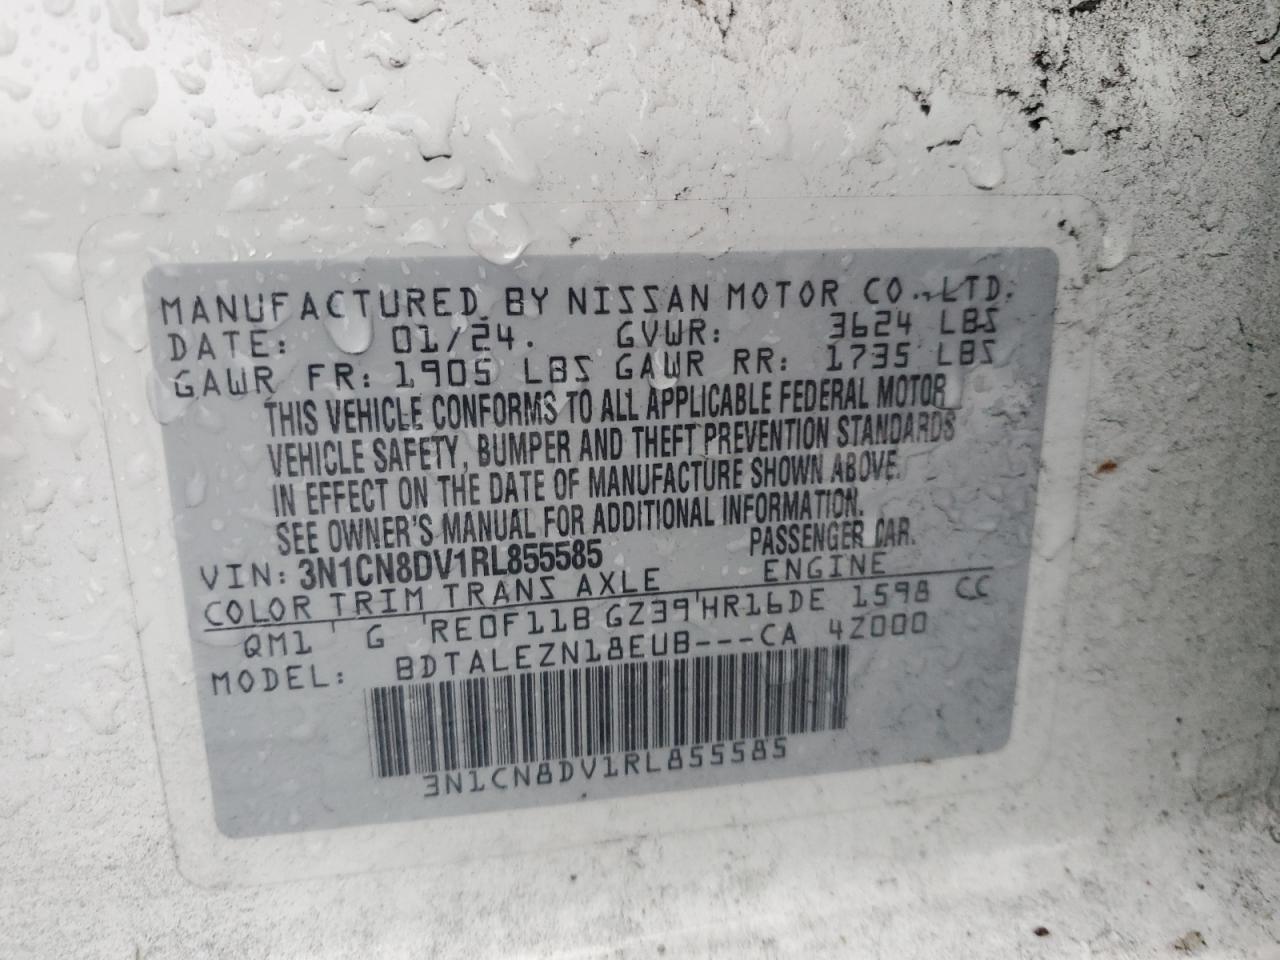 MANUFACTURED BY NISSAN MOTOR CO., LTD.
DATE: 01/24. GVWR: 3624 LBS
GAWR FR: 1905 LBS GAWR RR: 1735 LBS
THIS VEHICLE CONFORMS TO ALL APPLICABLE FEDERAL MOTOR
VEHICLE SAFETY, BUMPER AND THEFT PREVENTION STANDARDS
IN EFFECT ON THE DATE OF MANUFACTURE SHOWN ABOVE.
SEE OWNER'S MANUAL FOR ADDITIONAL INFORMATION.
VIN: 3N1CN8DV1RL855585 PASSENGER CAR.
COLOR TRIM TRANS AXLE ENGINE
QM1 G RE0F11B GZ39 HR16DE 1598 CC
MODEL: BDTALEZN18EUB---CA 4Z000
3N1CN8DV1RL855585